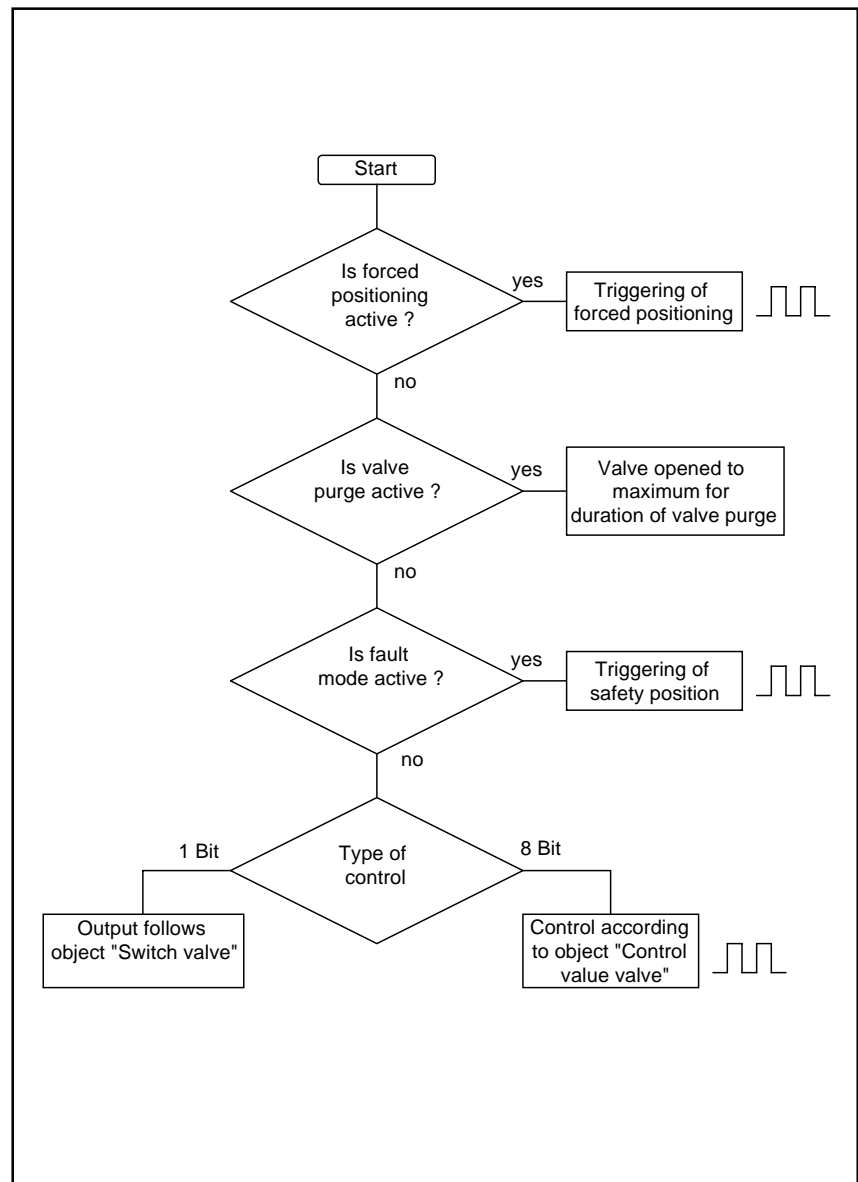 Start
Is forced
positioning
active ?
yes
Triggering of
forced positioning
no
Is valve
purge active ?
yes
Valve opened to
maximum for
duration of valve purge
no
Is fault
mode active ?
yes
Triggering of
safety position
no
1 Bit
Type of
control
8 Bit
Output follows
object "Switch valve"
Control according
to object "Control
value valve"